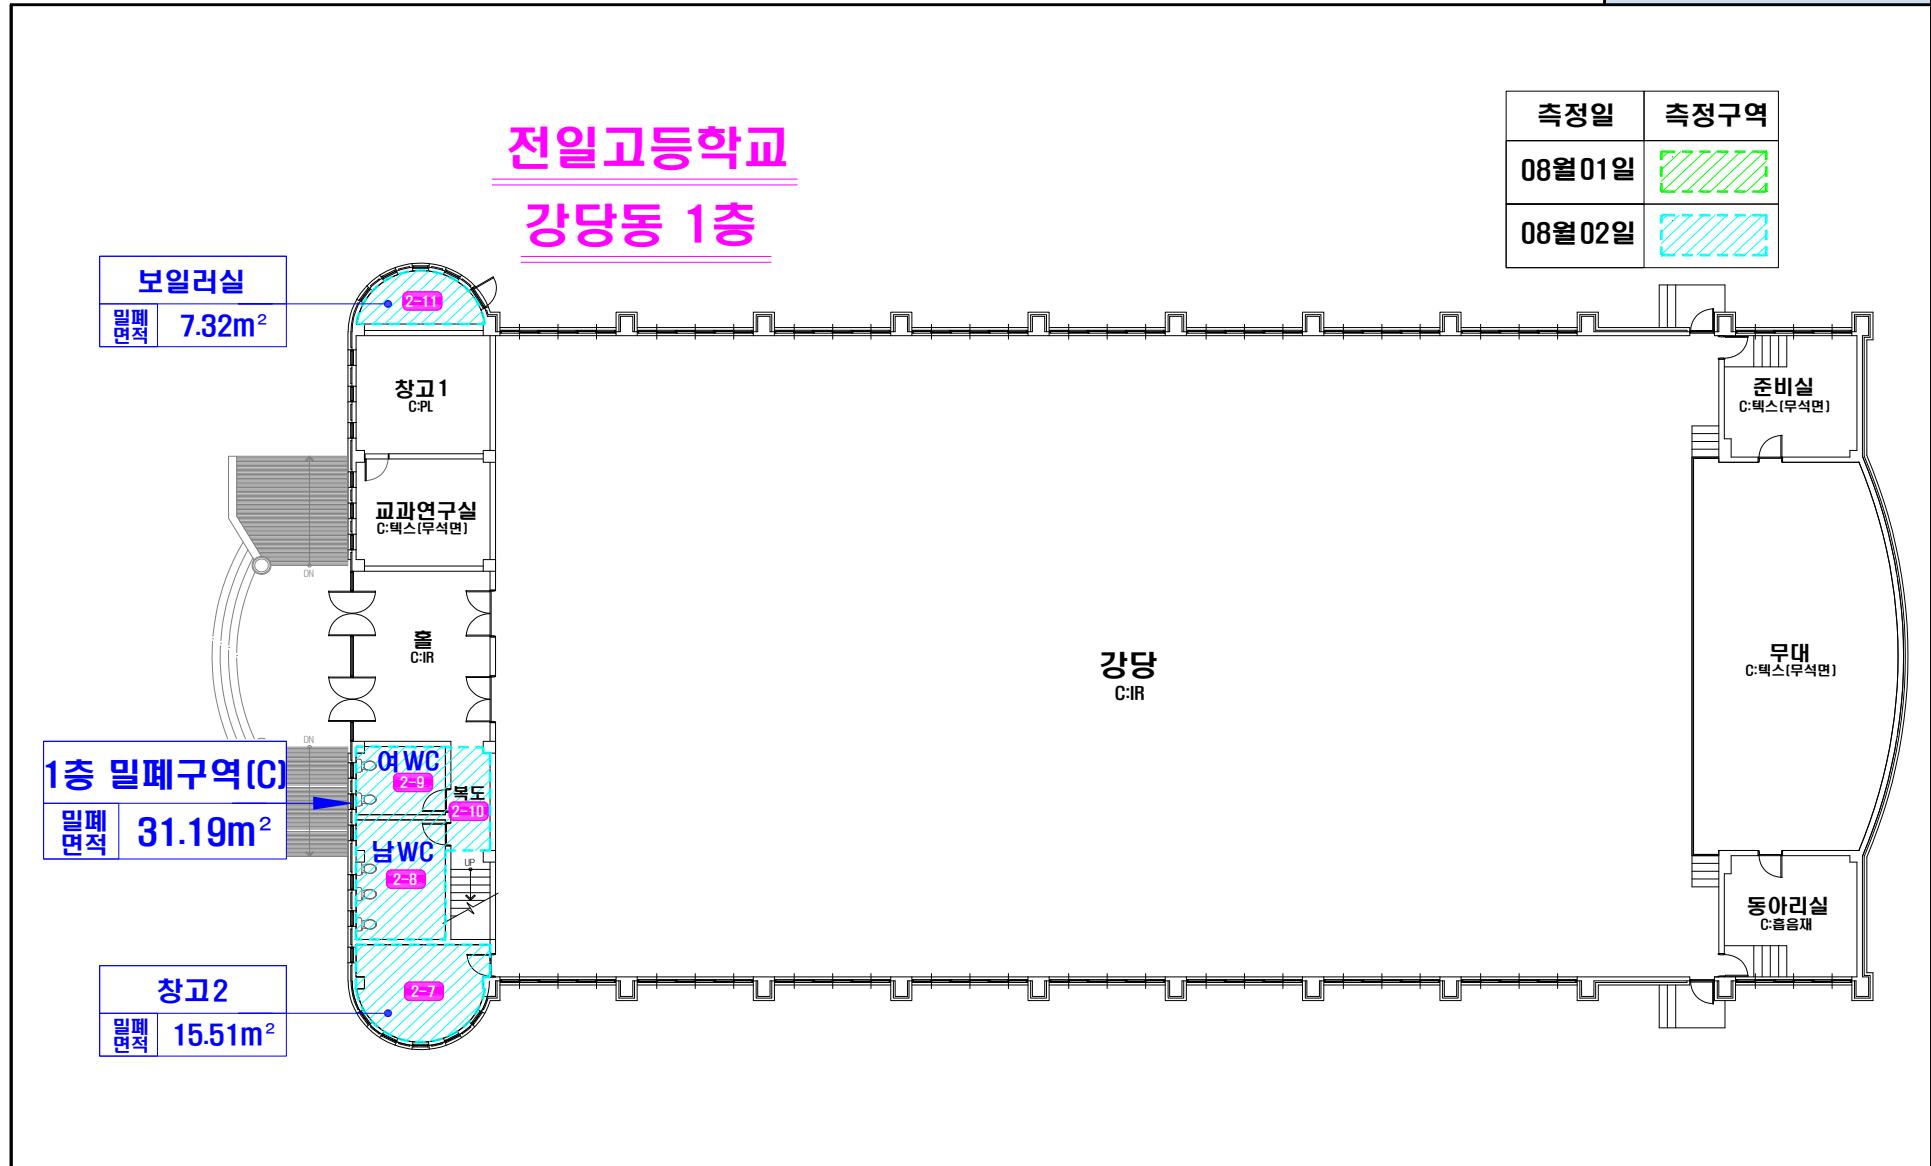 전일고등학교
강당동 1층
측정일 측정구역
08월01일
08월02일
보일러실
밀폐
면적
7.32m²
2-11
창고1
C:PL
교과연구실
C:텍스(무석면)
DN
홀
C:IR
강당
C:IR
준비실
C:텍스(무석면)
무대
C:텍스(무석면)
동아리실
C:흡음재
DN
1층 밀폐구역(C)
밀폐
면적
31.19m²
여WC
2-9
복도
2-10
남WC
2-8
UP
창고2
밀폐
면적
15.51m²
2-7